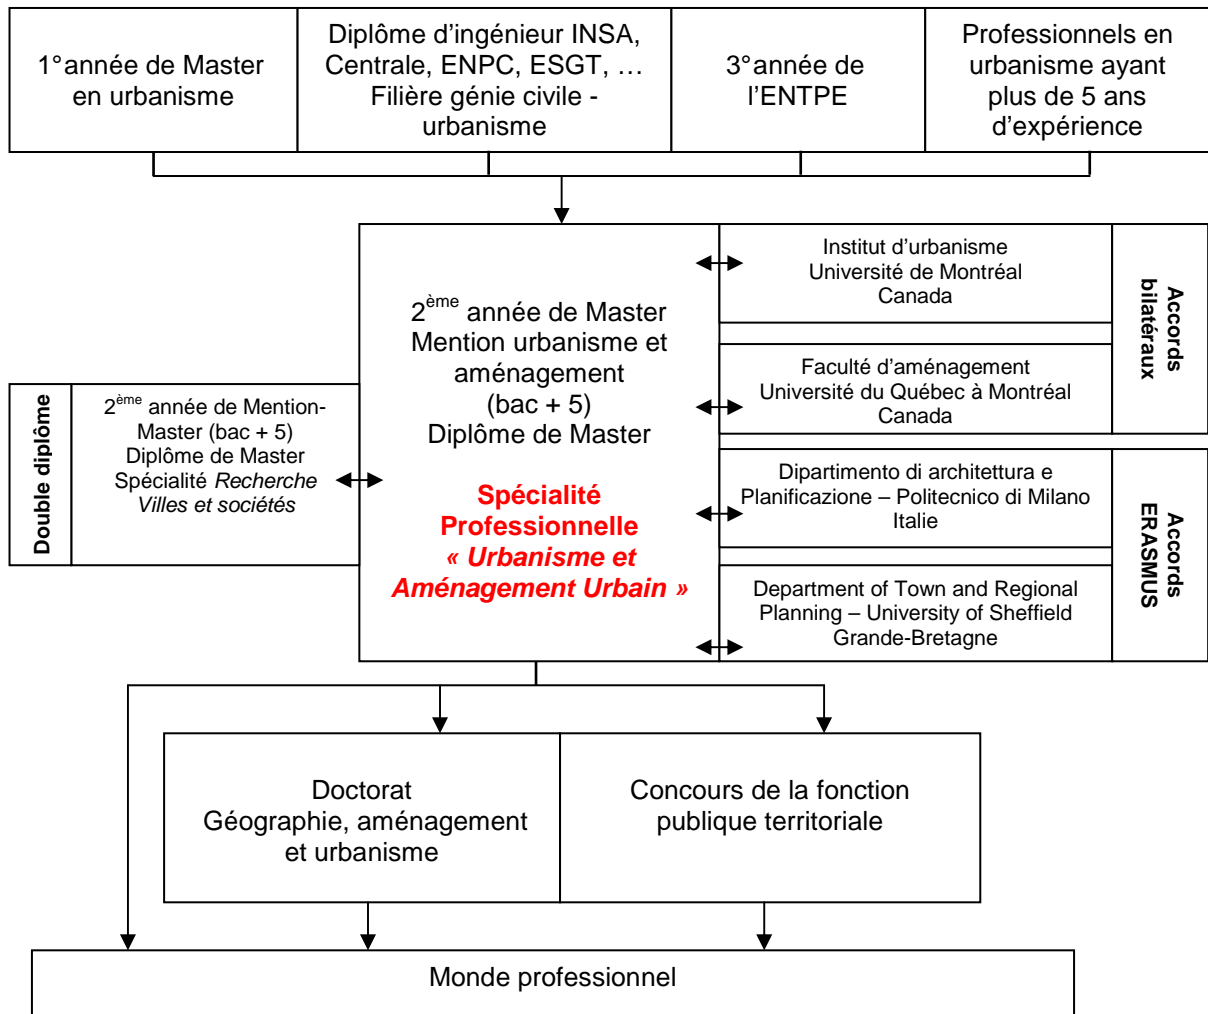 1°année de Master
en urbanisme
Diplôme d'ingénieur INSA,
Centrale, ENPC, ESGT, …
Filière génie civile -
urbanisme
3°année de
l'ENTPE
Professionnels en
urbanisme ayant
plus de 5 ans
d'expérience
Double diplôme
2ème année de Mention-
Master (bac + 5)
Diplôme de Master
Spécialité Recherche
Villes et sociétés
2ème année de Master
Mention urbanisme et
aménagement
(bac + 5)
Diplôme de Master
Spécialité
Professionnelle
« Urbanisme et
Aménagement Urbain »
Institut d'urbanisme
Université de Montréal
Canada
Faculté d'aménagement
Université du Québec à Montréal
Canada
Accords
bilatéraux
Dipartimento di architettura e
Planificazione – Politecnico di Milano
Italie
Department of Town and Regional
Planning – University of Sheffield
Grande-Bretagne
Accords
ERASMUS
Doctorat
Géographie, aménagement
et urbanisme
Concours de la fonction
publique territoriale
Monde professionnel